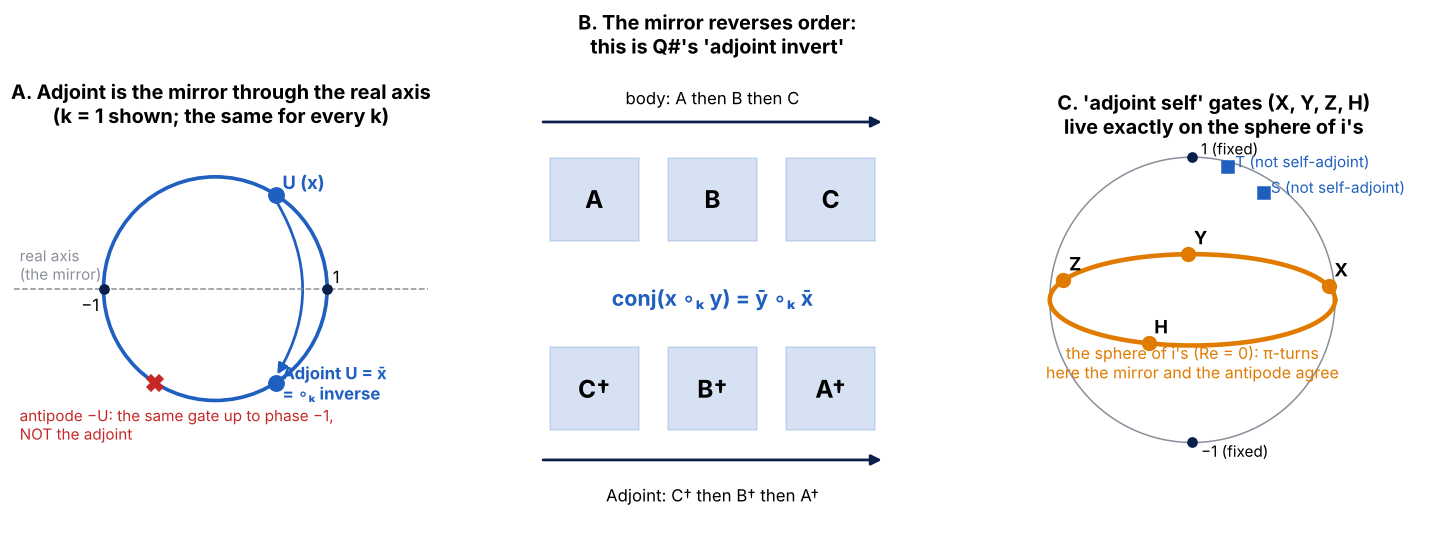 A. Adjoint is the mirror through the real axis
(k = 1 shown; the same for every k)
U (x)
real axis
(the mirror)
1
−1
Adjoint U = x̄
= ∘ₖ inverse
antipode −U: the same gate up to phase −1,
NOT the adjoint
B. The mirror reverses order:
this is Q#'s 'adjoint invert'
body: A then B then C
A
B
C
conj(x ∘ₖ y) = ȳ ∘ₖ x̄
C†
B†
A†
Adjoint: C† then B† then A†
C. 'adjoint self' gates (X, Y, Z, H)
live exactly on the sphere of i's
1 (fixed)
T (not self-adjoint)
S (not self-adjoint)
Y
Z
X
H
the sphere of i's (Re = 0): π-turns
here the mirror and the antipode agree
−1 (fixed)